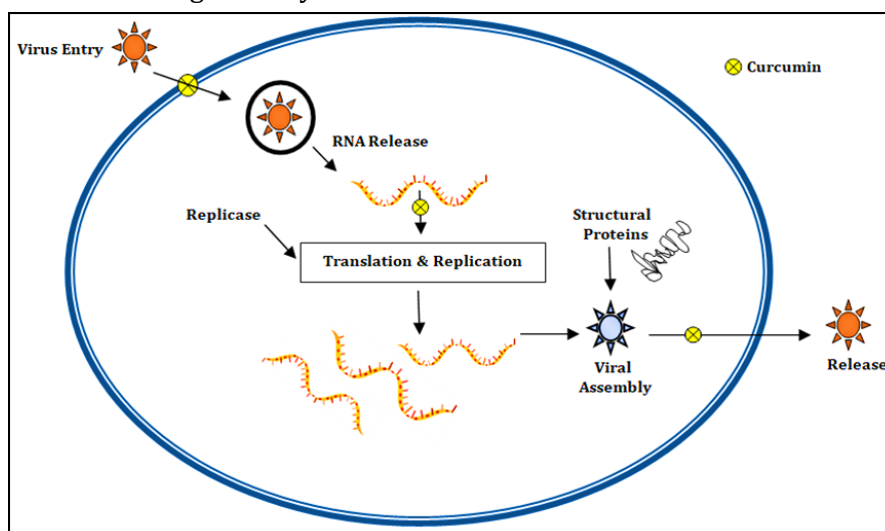 Virus Entry
Curcumin
RNA Release
Replicase
Structural
Proteins
Translation & Replication
Viral
Assembly
Release